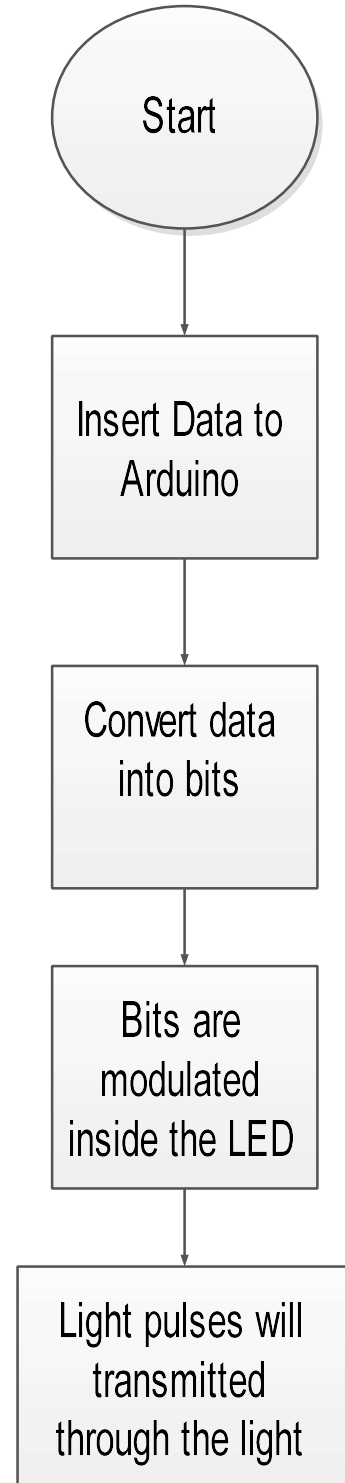 Start
Insert Data to
Arduino
Convert data
into bits
Bits are
modulated
inside the LED
Light pulses will
transmitted
through the light